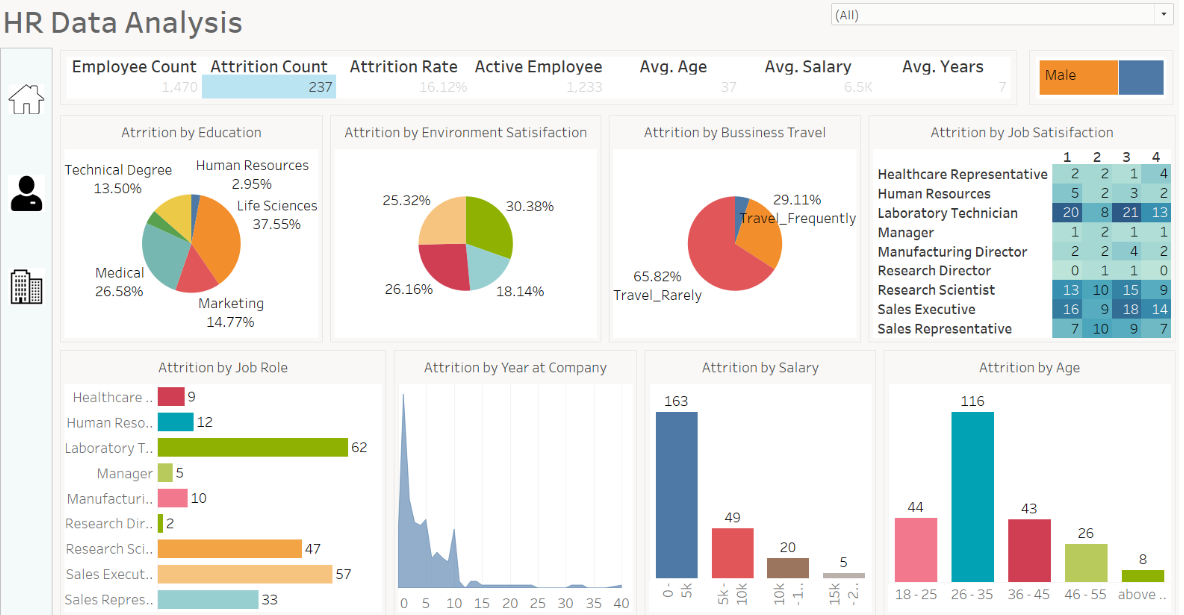 HR Data Analysis
(All)
Employee Count Attrition Count Attrition Rate Active Employee Avg. Age Avg. Salary Avg. Years
1,470 237 16.12% 1,233 37 6.5K 7
Male
Atrrition by Education
Technical Degree
13.50%
Human Resources
2.95%
Life Sciences
37.55%
Medical
26.58%
Marketing
14.77%
Attrition by Environment Satisifaction
25.32%
30.38%
26.16%
18.14%
Attrition by Bussiness Travel
29.11%
Travel_Frequently
65.82%
Travel_Rarely
Attrition by Job Satisifaction
1 2 3 4
Healthcare Representative 2 2 1 4
Human Resources 5 2 3 2
Laboratory Technician 20 8 21 13
Manager 1 2 1 1
Manufacturing Director 2 2 4 2
Research Director 0 1 1 0
Research Scientist 13 10 15 9
Sales Executive 16 9 18 14
Sales Representative 7 10 9 7
Attrition by Job Role
Healthcare .. 9
Human Reso.. 12
Laboratory T.. 62
Manager 5
Manufacturi.. 10
Research Dir.. 2
Research Sci.. 47
Sales Execut.. 57
Sales Repres.. 33
Attrition by Year at Company
0 5 10 15 20 25 30 35 40
Attrition by Salary
163
49
20
5
0 -
5k
5k -
10k
10k
- 1..
15k
- 2..
Attrition by Age
44
116
43
26
8
18 - 25 26 - 35 36 - 45 46 - 55 above ..